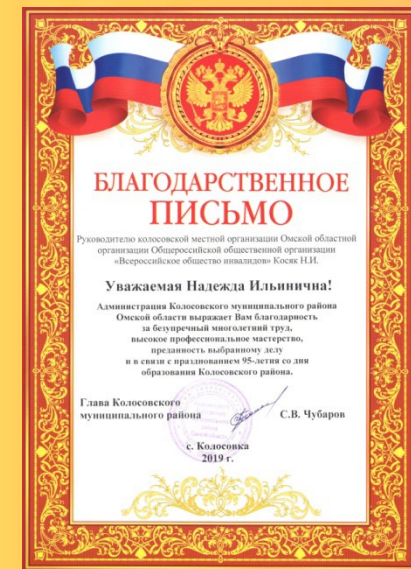 БЛАГОДАРСТВЕННОЕ
ПИСЬМО
Руководителю колосовской местной организации Омской областной
организации Общероссийской общественной организации
«Всероссийское общество инвалидов» Косяк Н.И.
Уважаемая Надежда Ильинична!
Администрация Колосовского муниципального района
Омской области выражает Вам благодарность
за безупречный многолетний труд,
высокое профессиональное мастерство,
преданность выбранному делу
и в связи с празднованием 95-летия со дня
образования Колосовского района.
Глава Колосовского
муниципального района С.В. Чубаров
с. Колосовка
2019 г.